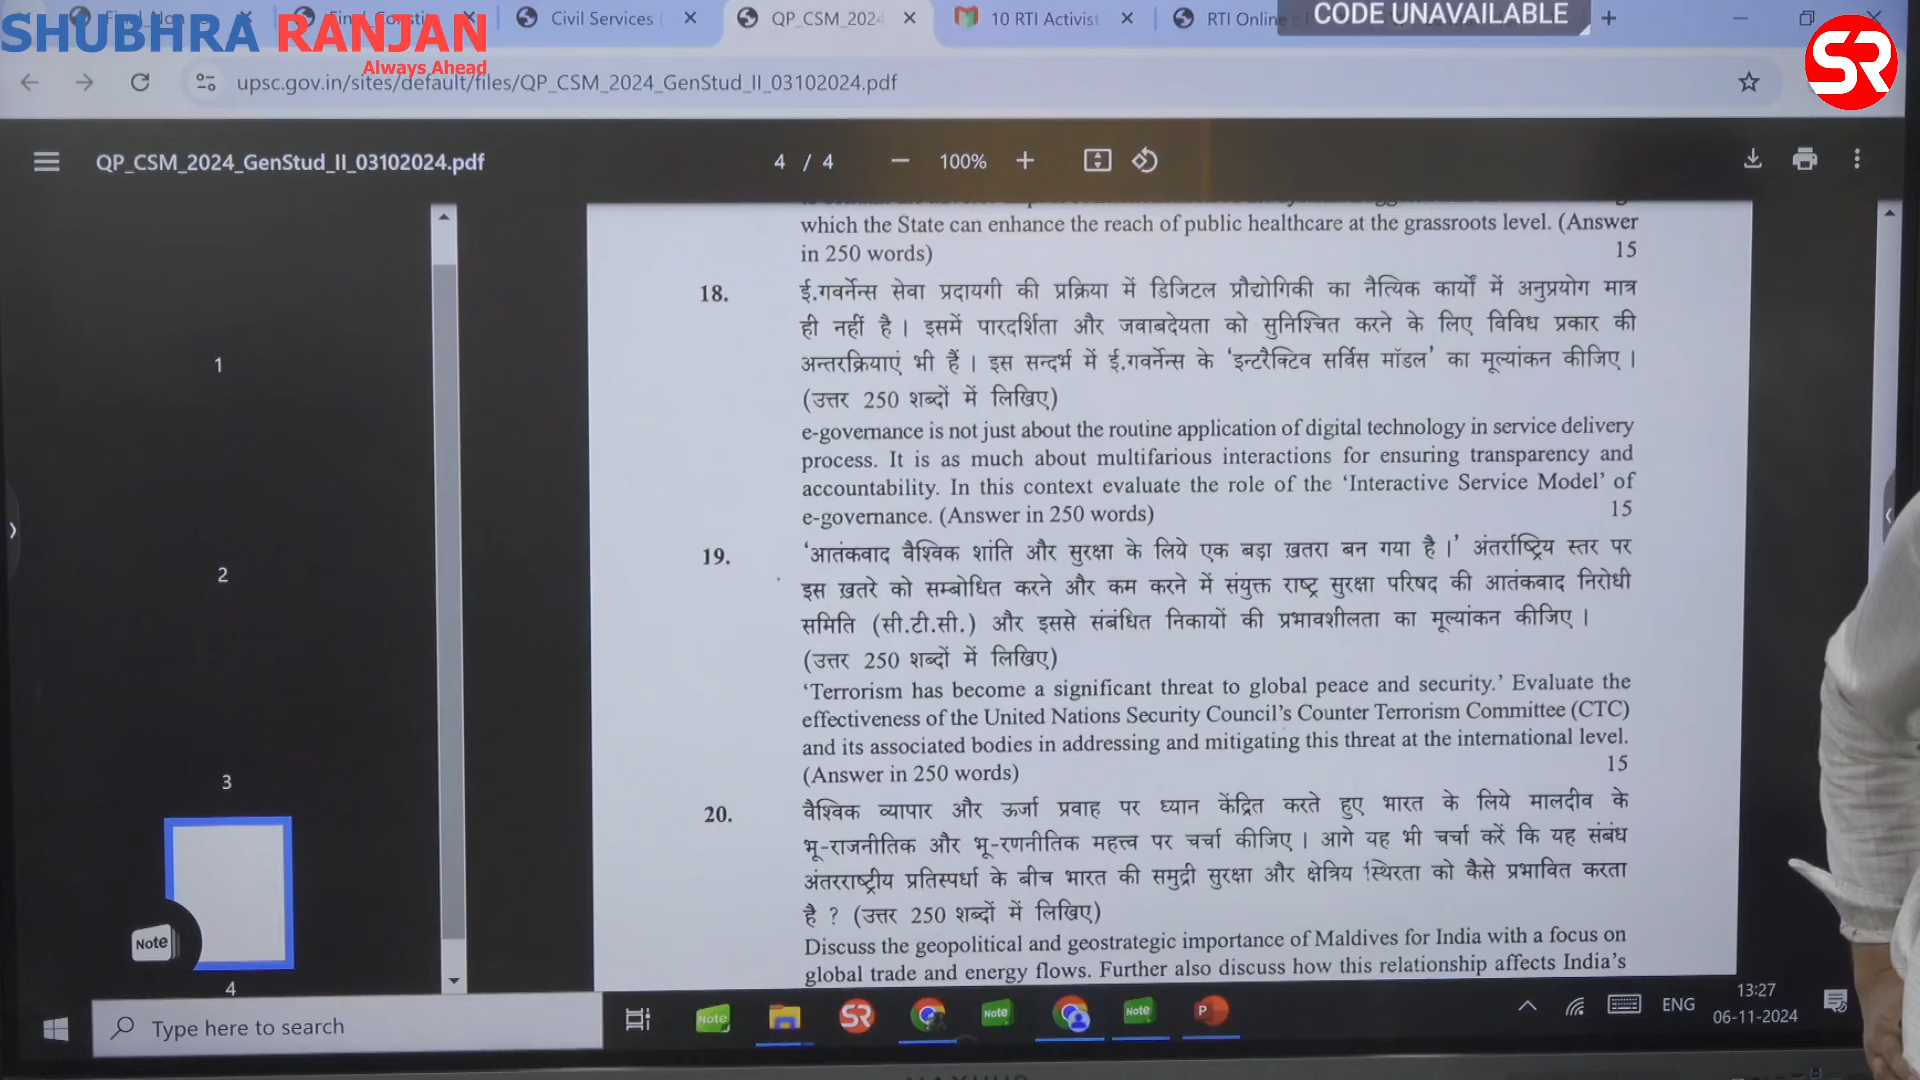 SHUBHRA RANJAN
Always Ahead
Civil Services (
QP_CSM_2024
10 RTI Activist
RTI Online
CODE UNAVAILABLE
SR
upsc.gov.in/sites/default/files/QP_CSM_2024_GenStud_II_03102024.pdf
QP_CSM_2024_GenStud_II_03102024.pdf
4 / 4
100%
which the State can enhance the reach of public healthcare at the grassroots level. (Answer
in 250 words) 15
18. ई.गवर्नेन्स सेवा प्रदायगी की प्रक्रिया में डिजिटल प्रौद्योगिकी का नैत्यिक कार्यों में अनुप्रयोग मात्र
ही नहीं है । इसमें पारदर्शिता और जवाबदेयता को सुनिश्चित करने के लिए विविध प्रकार की
अन्तरक्रियाएं भी हैं । इस सन्दर्भ में ई.गवर्नेन्स के 'इन्टरैक्टिव सर्विस मॉडल' का मूल्यांकन कीजिए ।
(उत्तर 250 शब्दों में लिखिए)
e-governance is not just about the routine application of digital technology in service delivery
process. It is as much about multifarious interactions for ensuring transparency and
accountability. In this context evaluate the role of the 'Interactive Service Model' of
e-governance. (Answer in 250 words) 15
19. 'आतंकवाद वैश्विक शांति और सुरक्षा के लिये एक बड़ा ख़तरा बन गया है ।' अंतर्राष्ट्रिय स्तर पर
इस ख़तरे को सम्बोधित करने और कम करने में संयुक्त राष्ट्र सुरक्षा परिषद की आतंकवाद निरोधी
समिति (सी.टी.सी.) और इससे संबंधित निकायों की प्रभावशीलता का मूल्यांकन कीजिए ।
(उत्तर 250 शब्दों में लिखिए)
'Terrorism has become a significant threat to global peace and security.' Evaluate the
effectiveness of the United Nations Security Council's Counter Terrorism Committee (CTC)
and its associated bodies in addressing and mitigating this threat at the international level.
(Answer in 250 words) 15
20. वैश्विक व्यापार और ऊर्जा प्रवाह पर ध्यान केंद्रित करते हुए भारत के लिये मालदीव के
भू-राजनीतिक और भू-रणनीतिक महत्त्व पर चर्चा कीजिए । आगे यह भी चर्चा करें कि यह संबंध
अंतरराष्ट्रीय प्रतिस्पर्धा के बीच भारत की समुद्री सुरक्षा और क्षेत्रिय स्थिरता को कैसे प्रभावित करता
है ? (उत्तर 250 शब्दों में लिखिए)
Discuss the geopolitical and geostrategic importance of Maldives for India with a focus on
global trade and energy flows. Further also discuss how this relationship affects India's
1
2
3
4
Note
Type here to search
Note
SR
Note
Note
P
ENG
13:27
06-11-2024